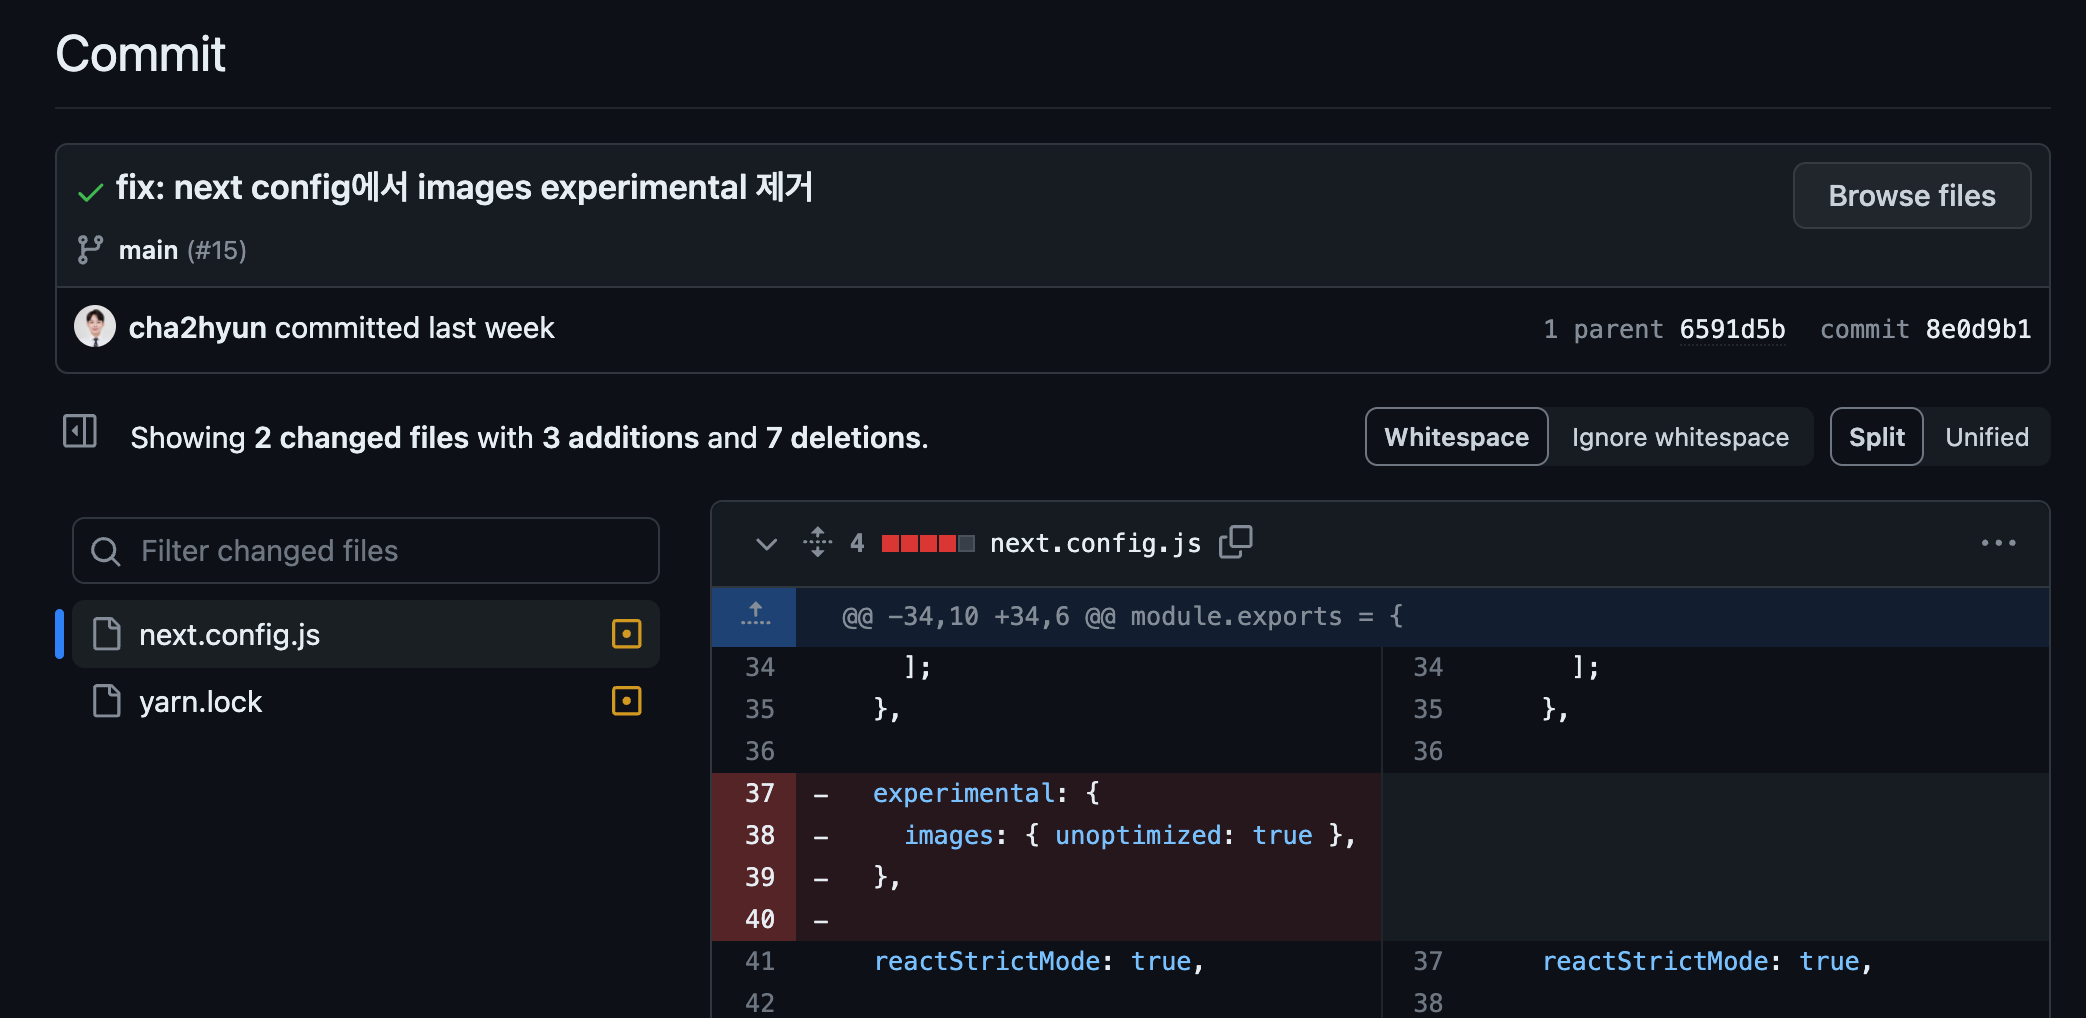 Commit
fix: next config에서 images experimental 제거
Browse files
main (#15)
cha2hyun committed last week
1 parent 6591d5b commit 8e0d9b1
Showing 2 changed files with 3 additions and 7 deletions.
Whitespace Ignore whitespace Split Unified
Filter changed files
next.config.js
yarn.lock
4 next.config.js
@@ -34,10 +34,6 @@ module.exports = {
34 ]; 34 ];
35 }, 35 },
36 36
37 - experimental: {
38 - images: { unoptimized: true },
39 - },
40 -
41 reactStrictMode: true, 37 reactStrictMode: true,
42 38